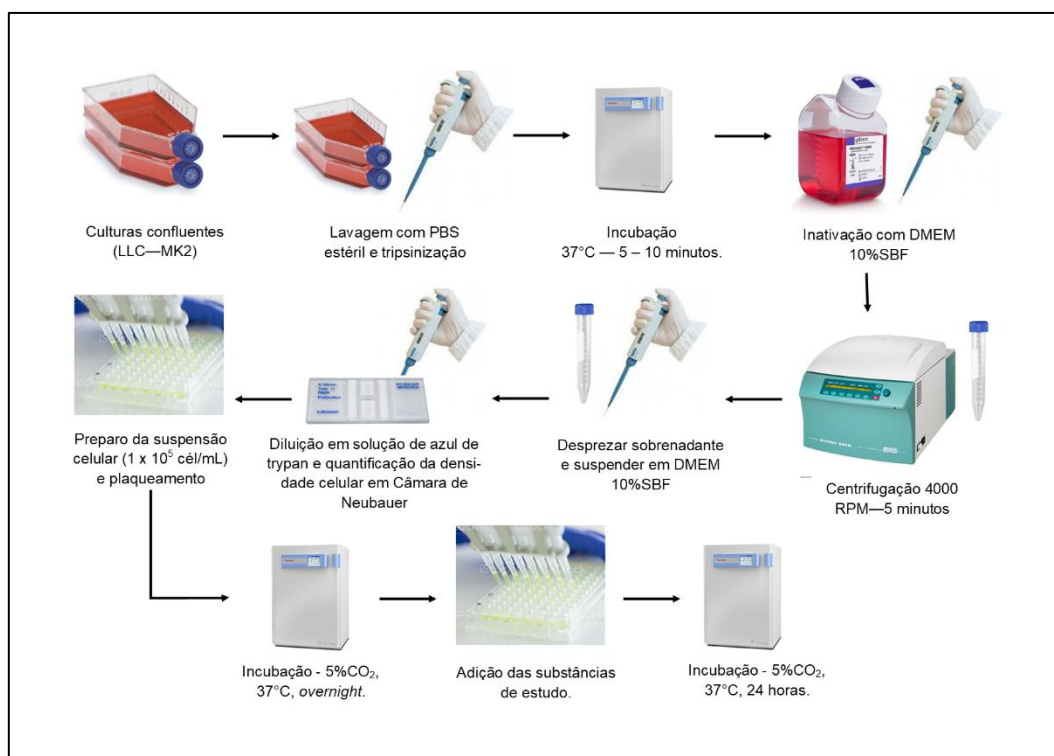 Culturas confluentes
(LLC—MK2)
Lavagem com PBS
estéril e tripsinização
Incubação
37°C — 5 – 10 minutos.
Inativação com DMEM
10%SBF
Centrifugação 4000
RPM—5 minutos
Desprezar sobrenadante
e suspender em DMEM
10%SBF
Diluição em solução de azul de
trypan e quantificação da densi-
dade celular em Câmara de
Neubauer
Preparo da suspensão
celular (1 x 10⁵ cél/mL)
e plaqueamento
Incubação - 5%CO₂,
37°C, overnight.
Adição das substâncias
de estudo.
Incubação - 5%CO₂,
37°C, 24 horas.